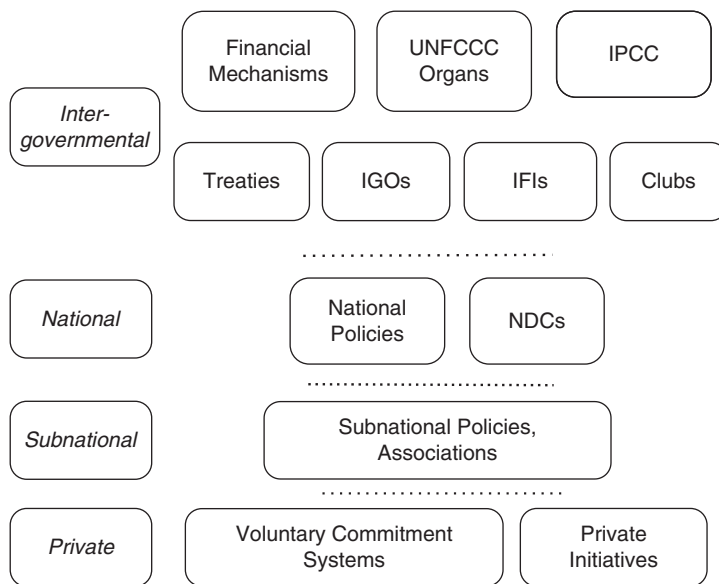 Financial
Mechanisms
UNFCCC
Organs
IPCC
Inter-
governmental
Treaties
IGOs
IFIs
Clubs
National
National
Policies
NDCs
Subnational
Subnational Policies,
Associations
Private
Voluntary Commitment
Systems
Private
Initiatives